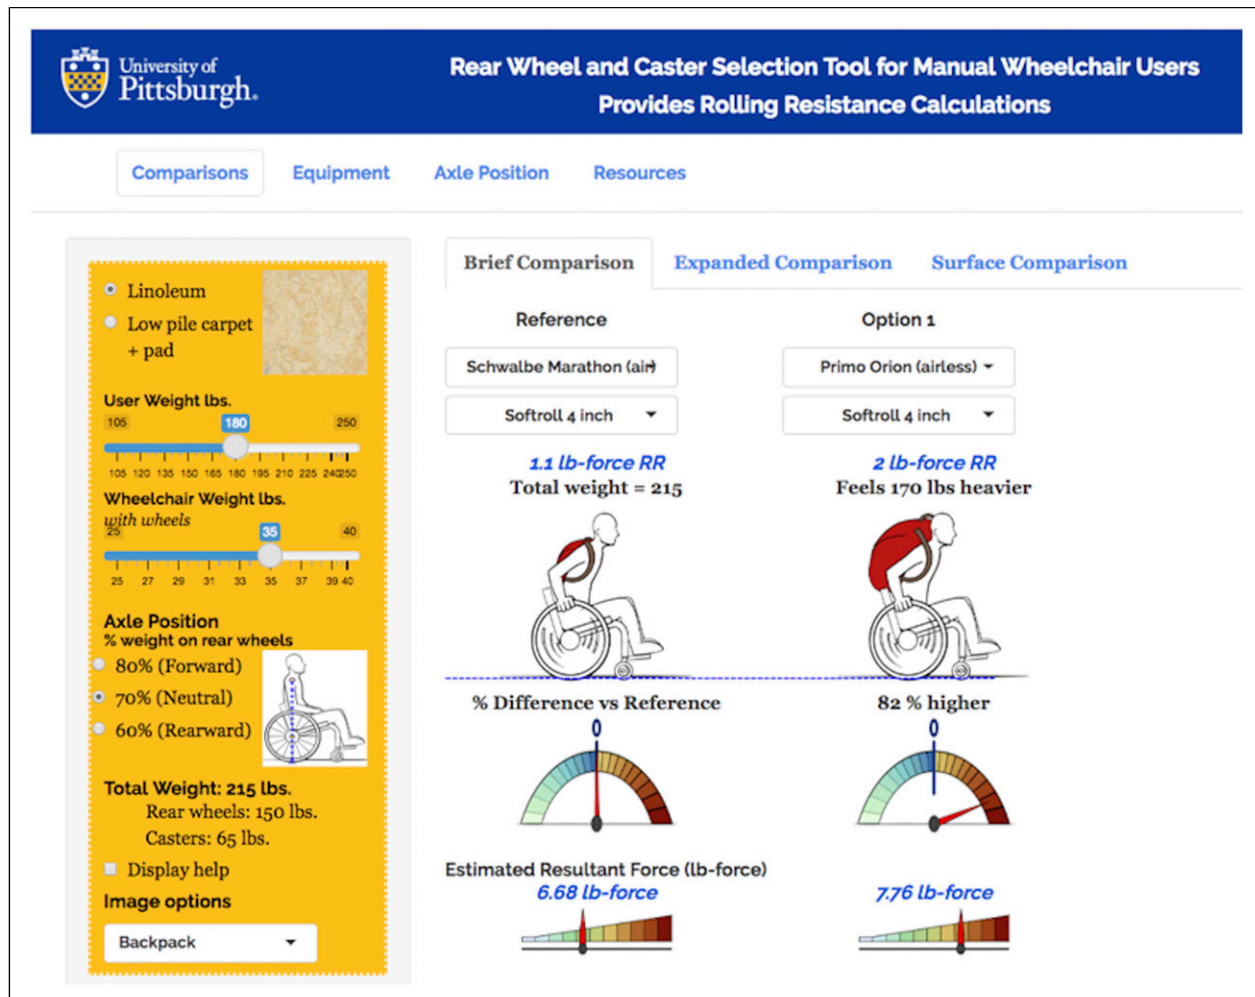 University of
Pittsburgh.
Rear Wheel and Caster Selection Tool for Manual Wheelchair Users
Provides Rolling Resistance Calculations
Comparisons
Equipment
Axle Position
Resources
Linoleum
Low pile carpet
+ pad
User Weight lbs.
105
180
250
105 120 135 150 165 180 195 210 225 240250
Wheelchair Weight lbs.
with wheels
25
35
40
25 27 29 31 33 35 37 39 40
Axle Position
% weight on rear wheels
80% (Forward)
70% (Neutral)
60% (Rearward)
Total Weight: 215 lbs.
Rear wheels: 150 lbs.
Casters: 65 lbs.
Display help
Image options
Backpack
Brief Comparison
Expanded Comparison
Surface Comparison
Reference
Option 1
Schwalbe Marathon (air)
Primo Orion (airless)
Softroll 4 inch
Softroll 4 inch
1.1 lb-force RR
2 lb-force RR
Total weight = 215
Feels 170 lbs heavier
% Difference vs Reference
82 % higher
0
0
Estimated Resultant Force (lb-force)
6.68 lb-force
7.76 lb-force